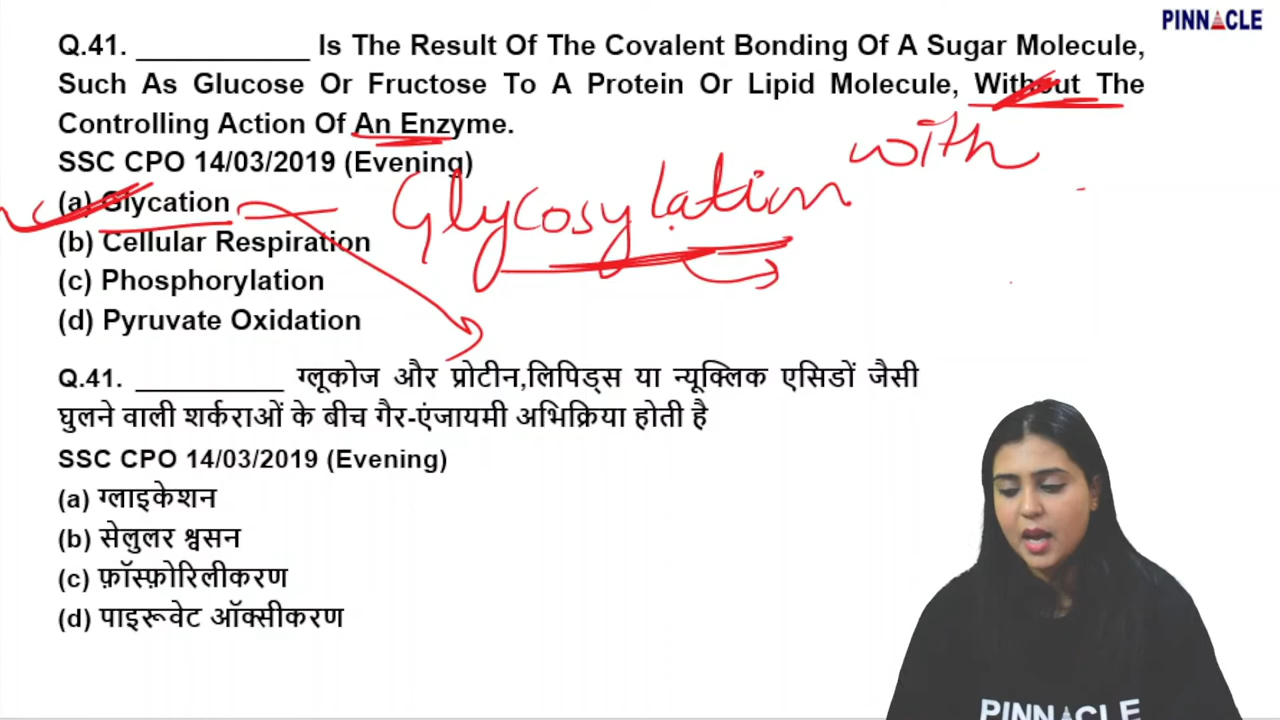 PINNACLE
Q.41. ____________ Is The Result Of The Covalent Bonding Of A Sugar Molecule,
Such As Glucose Or Fructose To A Protein Or Lipid Molecule, Without The
Controlling Action Of An Enzyme.
with
SSC CPO 14/03/2019 (Evening)
(a) Glycation
Glycosylation
(b) Cellular Respiration
(c) Phosphorylation
(d) Pyruvate Oxidation
Q.41. __________ ग्लूकोज और प्रोटीन,लिपिड्स या न्यूक्लिक एसिडों जैसी
घुलने वाली शर्कराओं के बीच गैर-एंजायमी अभिक्रिया होती है
SSC CPO 14/03/2019 (Evening)
(a) ग्लाइकेशन
(b) सेलुलर श्वसन
(c) फ़ॉस्फ़ोरिलीकरण
(d) पाइरूवेट ऑक्सीकरण
PINNACLE